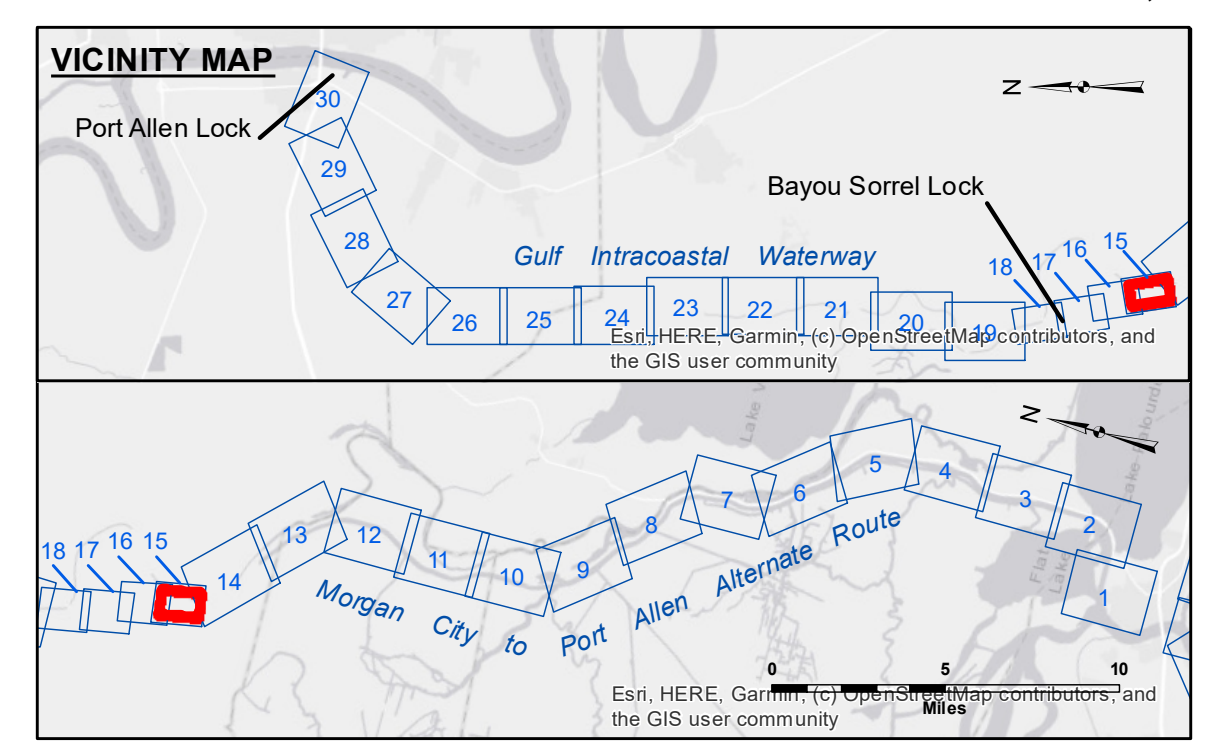 VICINITY MAP
N
30
Port Allen Lock
29
Bayou Sorrel Lock
28
Gulf Intracoastal Waterway
18 17 16 15
27
26 25 24 23 22 21 20 19
Esri, HERE, Garmin, (c) OpenStreetMap contributors, and
the GIS user community
N
Lake V
Lake Palourd
5
4
3
2
6
7
8
9
10
11
12
13
14
15
16
17
18
1
Flat
Lake
Morgan City to Port Allen Alternate Route
0 5 10
Miles
Esri, HERE, Garmin, (c) OpenStreetMap contributors, and
the GIS user community